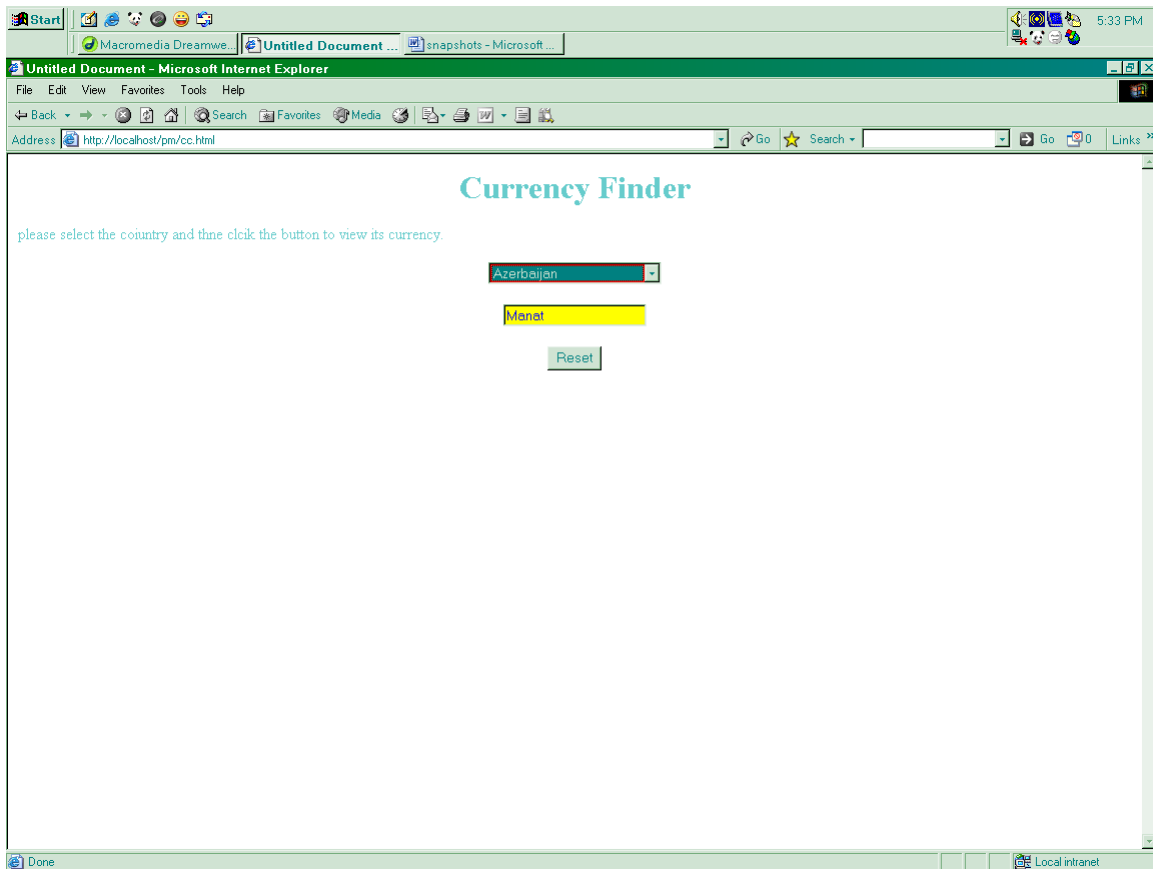 Start
5:33 PM
Macromedia Dreamwe... Untitled Document ... snapshots - Microsoft ...
Untitled Document - Microsoft Internet Explorer
File Edit View Favorites Tools Help
Back Search Favorites Media
Address http://localhost/pm/cc.html Go Search Go 0 Links »
Currency Finder
please select the coiuntry and thne clcik the button to view its currency.
Azerbaijan
Manat
Reset
Done Local intranet